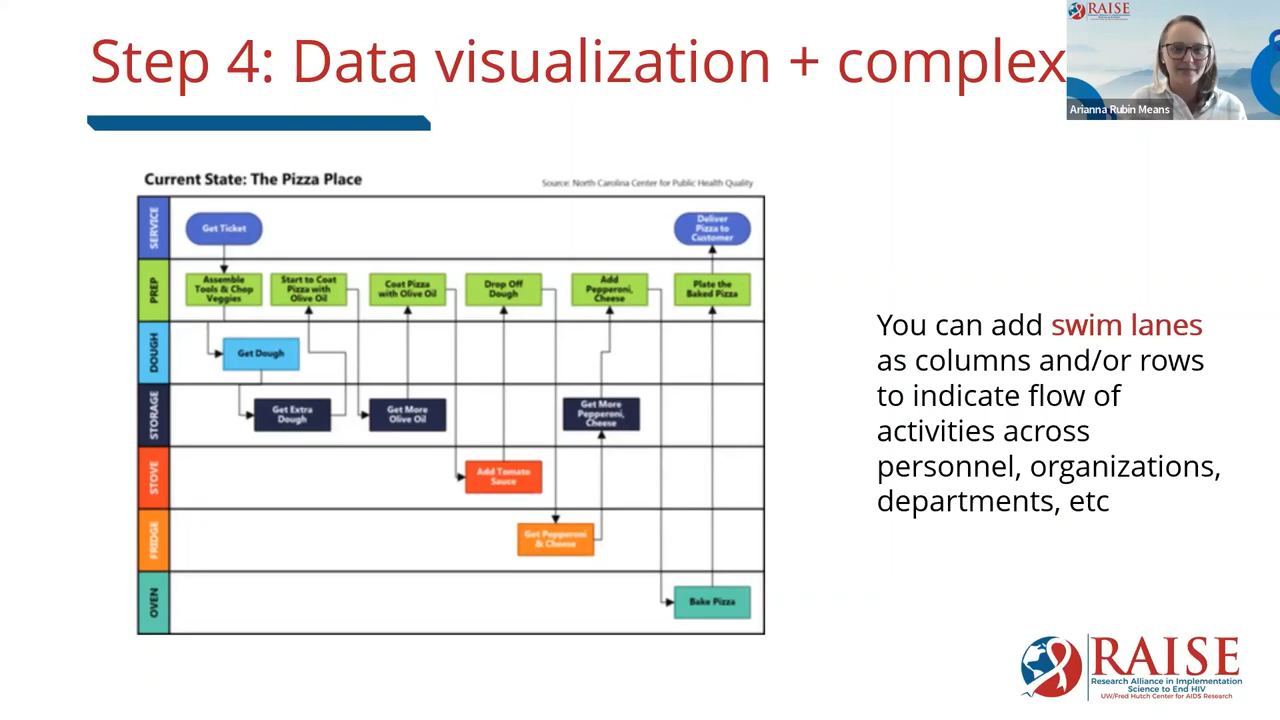 Step 4: Data visualization + complex
RAISE
Arianna Rubin Means
Current State: The Pizza Place
Source: North Carolina Center for Public Health Quality
SERVICE
Get Ticket
Deliver
Pizza to
Customer
PREP
Assemble
Tools & Chop
Veggies
Start to Coat
Pizza with
Olive Oil
Coat Pizza
with Olive Oil
Drop Off
Dough
Add
Pepperoni,
Cheese
Plate the
Baked Pizza
DOUGH
Get Dough
STORAGE
Get Extra
Dough
Get More
Olive Oil
Get More
Pepperoni,
Cheese
STOVE
Add Tomato
Sauce
FRIDGE
Get Pepperoni
& Cheese
OVEN
Bake Pizza
You can add swim lanes
as columns and/or rows
to indicate flow of
activities across
personnel, organizations,
departments, etc
RAISE
Research Alliance in Implementation
Science to End HIV
UW/Fred Hutch Center for AIDS Research